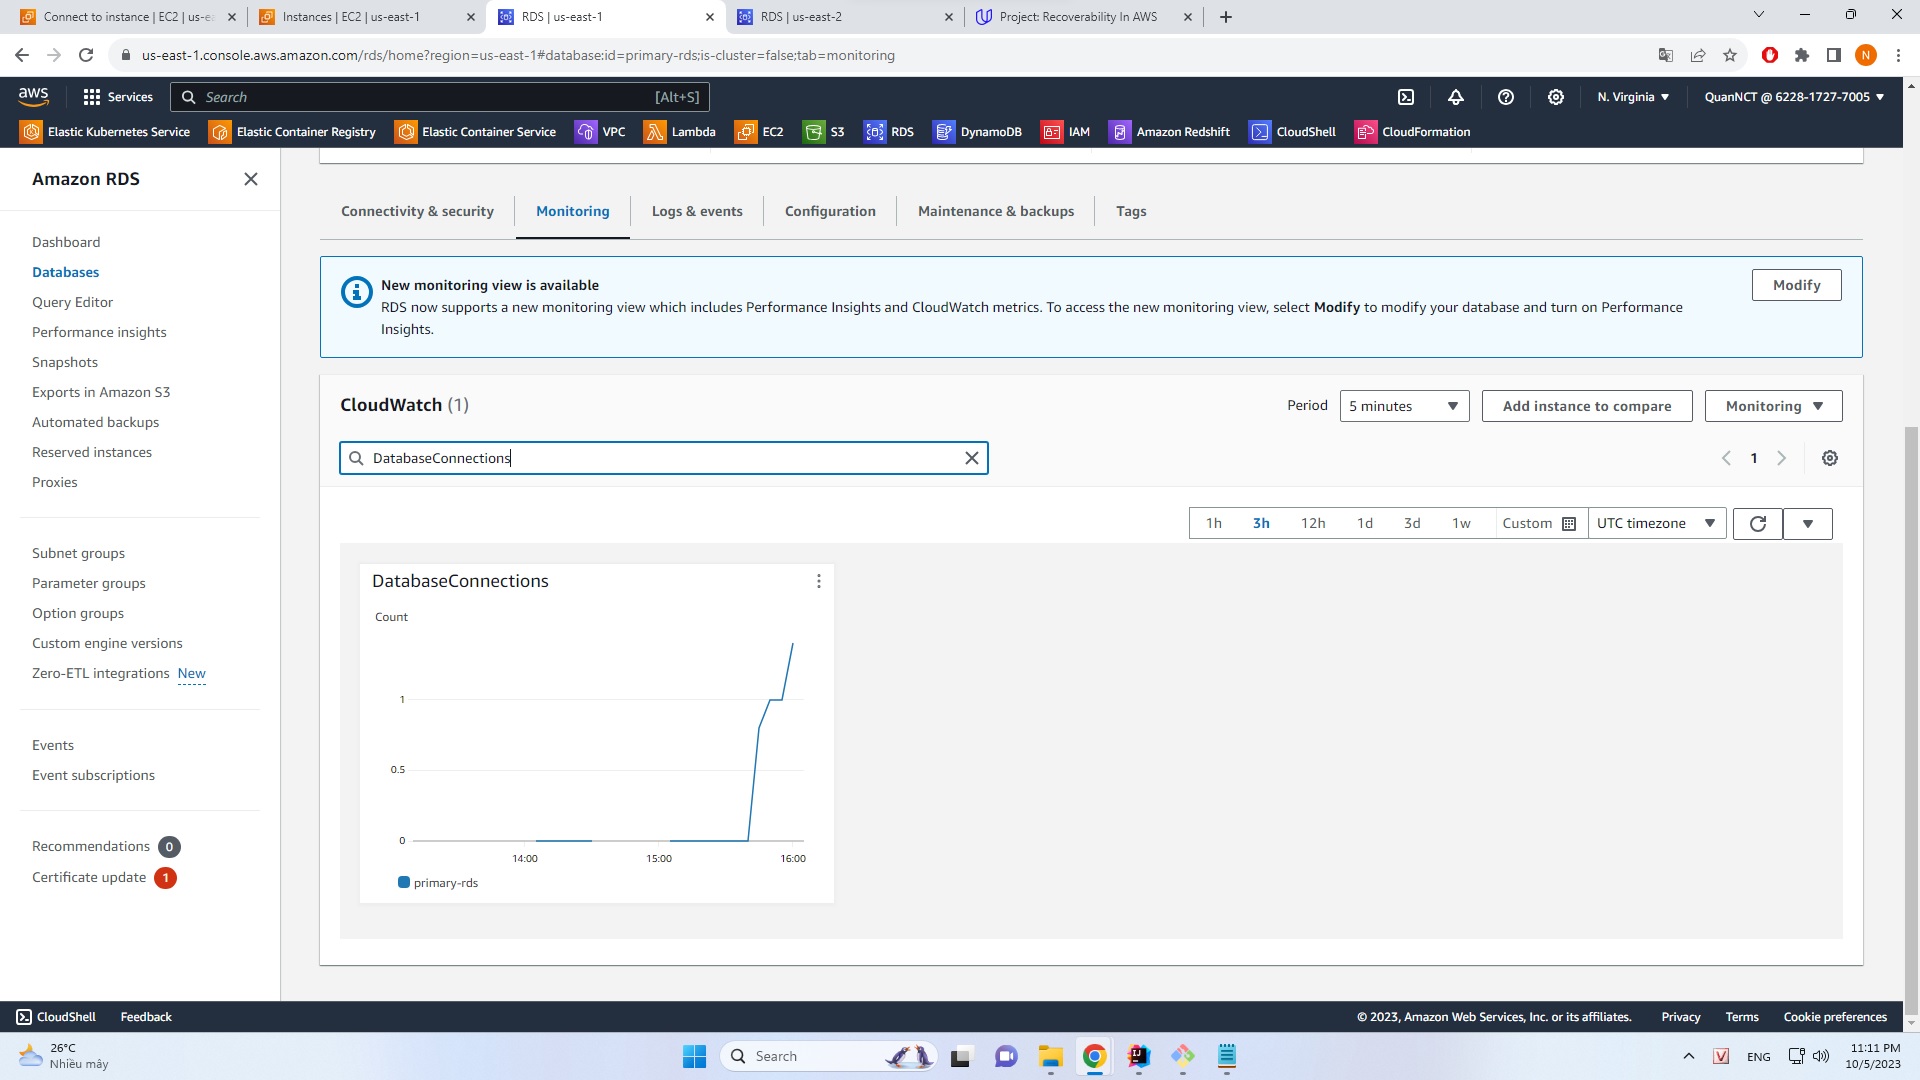 Connect to instance | EC2 | us-ea
Instances | EC2 | us-east-1
RDS | us-east-1
RDS | us-east-2
Project: Recoverability In AWS
us-east-1.console.aws.amazon.com/rds/home?region=us-east-1#database:id=primary-rds;is-cluster=false;tab=monitoring
N
aws
Services
Search
[Alt+S]
N. Virginia
QuanNCT @ 6228-1727-7005
Elastic Kubernetes Service
Elastic Container Registry
Elastic Container Service
VPC
Lambda
EC2
S3
RDS
DynamoDB
IAM
Amazon Redshift
CloudShell
CloudFormation
Amazon RDS
Dashboard
Databases
Query Editor
Performance insights
Snapshots
Exports in Amazon S3
Automated backups
Reserved instances
Proxies
Subnet groups
Parameter groups
Option groups
Custom engine versions
Zero-ETL integrations New
Events
Event subscriptions
Recommendations 0
Certificate update 1
Connectivity & security
Monitoring
Logs & events
Configuration
Maintenance & backups
Tags
New monitoring view is available
RDS now supports a new monitoring view which includes Performance Insights and CloudWatch metrics. To access the new monitoring view, select Modify to modify your database and turn on Performance
Insights.
Modify
CloudWatch (1)
Period
5 minutes
Add instance to compare
Monitoring
DatabaseConnections
1
1h
3h
12h
1d
3d
1w
Custom
UTC timezone
DatabaseConnections
Count
1
0.5
0
14:00
15:00
16:00
primary-rds
CloudShell
Feedback
© 2023, Amazon Web Services, Inc. or its affiliates.
Privacy
Terms
Cookie preferences
26°C
Nhiều mây
Search
V
ENG
11:11 PM
10/5/2023